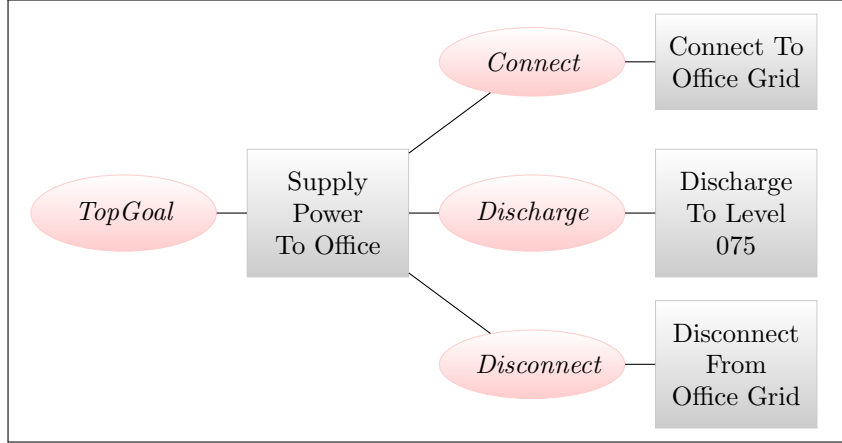 TopGoal
Supply
Power
To Office
Connect
Connect To
Office Grid
Discharge
Discharge
To Level
075
Disconnect
Disconnect
From
Office Grid